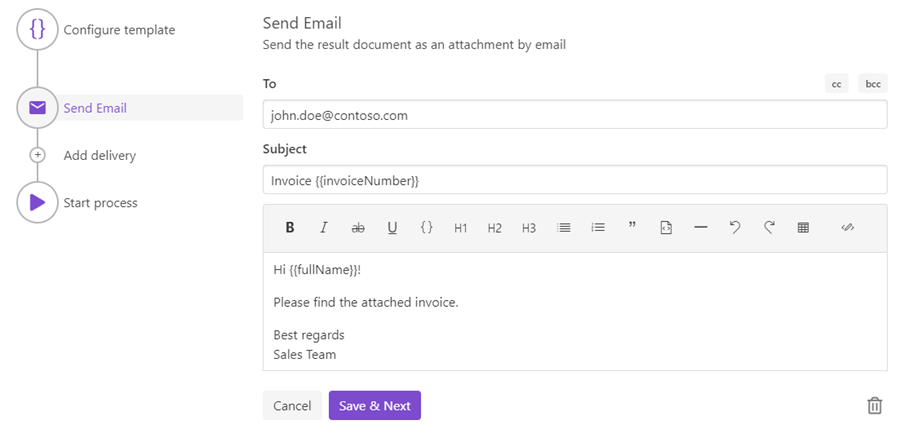 {} Configure template
Send Email
Add delivery
Start process
Send Email
Send the result document as an attachment by email
To cc bcc
john.doe@contoso.com
Subject
Invoice {{invoiceNumber}}
B I ab U {} H1 H2 H3 ”
Hi {{fullName}}!
Please find the attached invoice.
Best regards
Sales Team
Cancel Save & Next